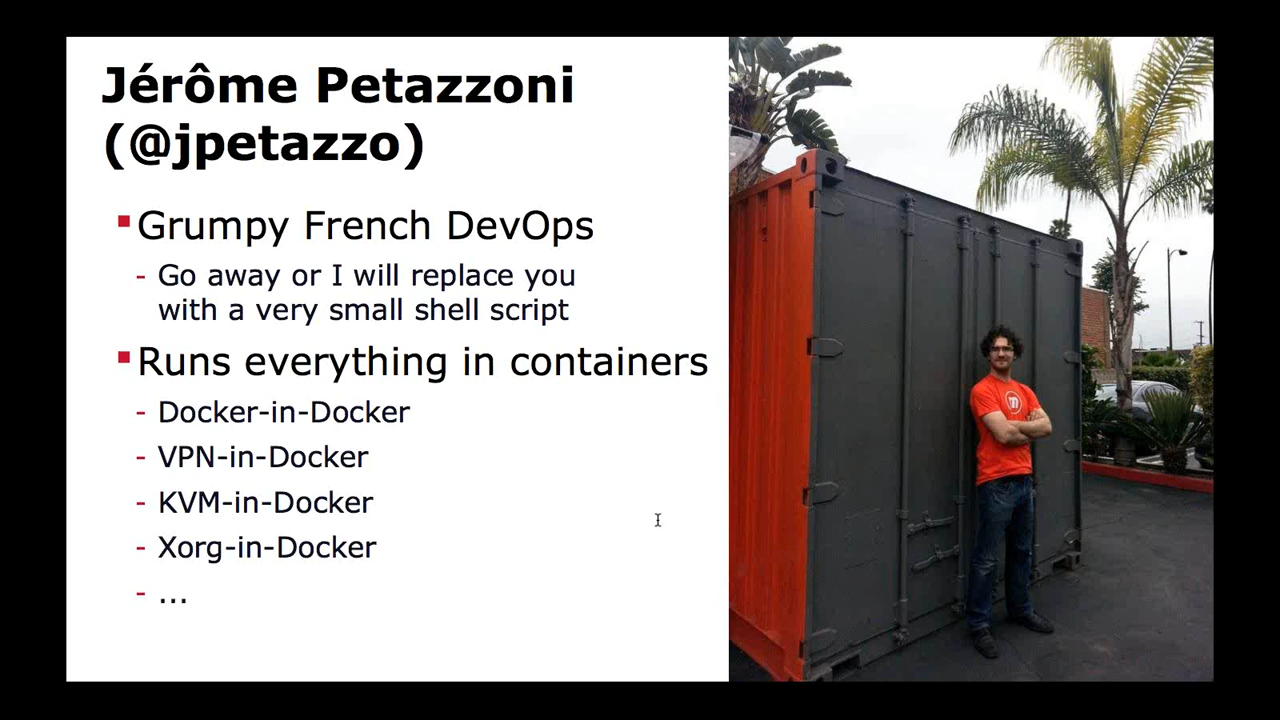 Jérôme Petazzoni
(@jpetazzo)
Grumpy French DevOps
- Go away or I will replace you
with a very small shell script
Runs everything in containers
- Docker-in-Docker
- VPN-in-Docker
- KVM-in-Docker
- Xorg-in-Docker
- ...